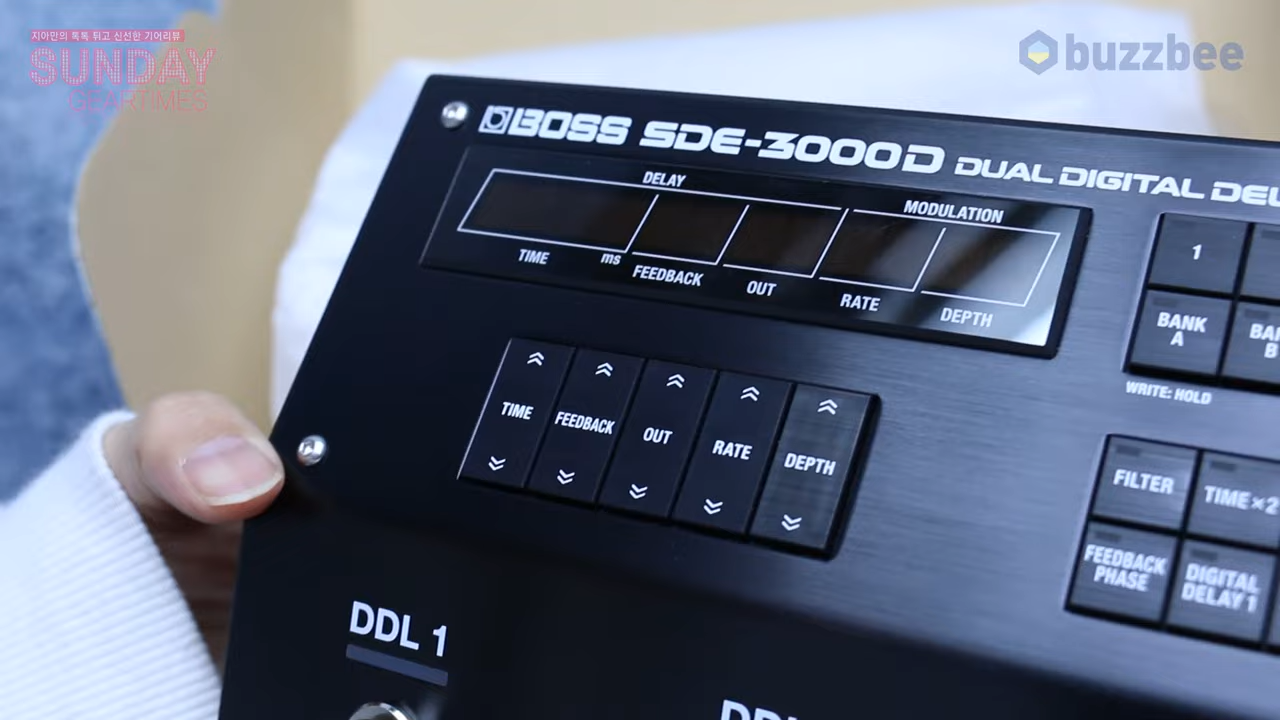 지아만의 톡톡 튀고 신선한 기어리뷰
SUNDAY
GEARTIMES
buzzbee
BOSS SDE-3000D DUAL DIGITAL
DELAY
MODULATION
TIME
ms
FEEDBACK
OUT
RATE
DEPTH
1
BANK
A
B
WRITE: HOLD
TIME
FEEDBACK
OUT
RATE
DEPTH
FILTER
TIME×2
FEEDBACK
PHASE
DIGITAL
DELAY 1
DDL 1